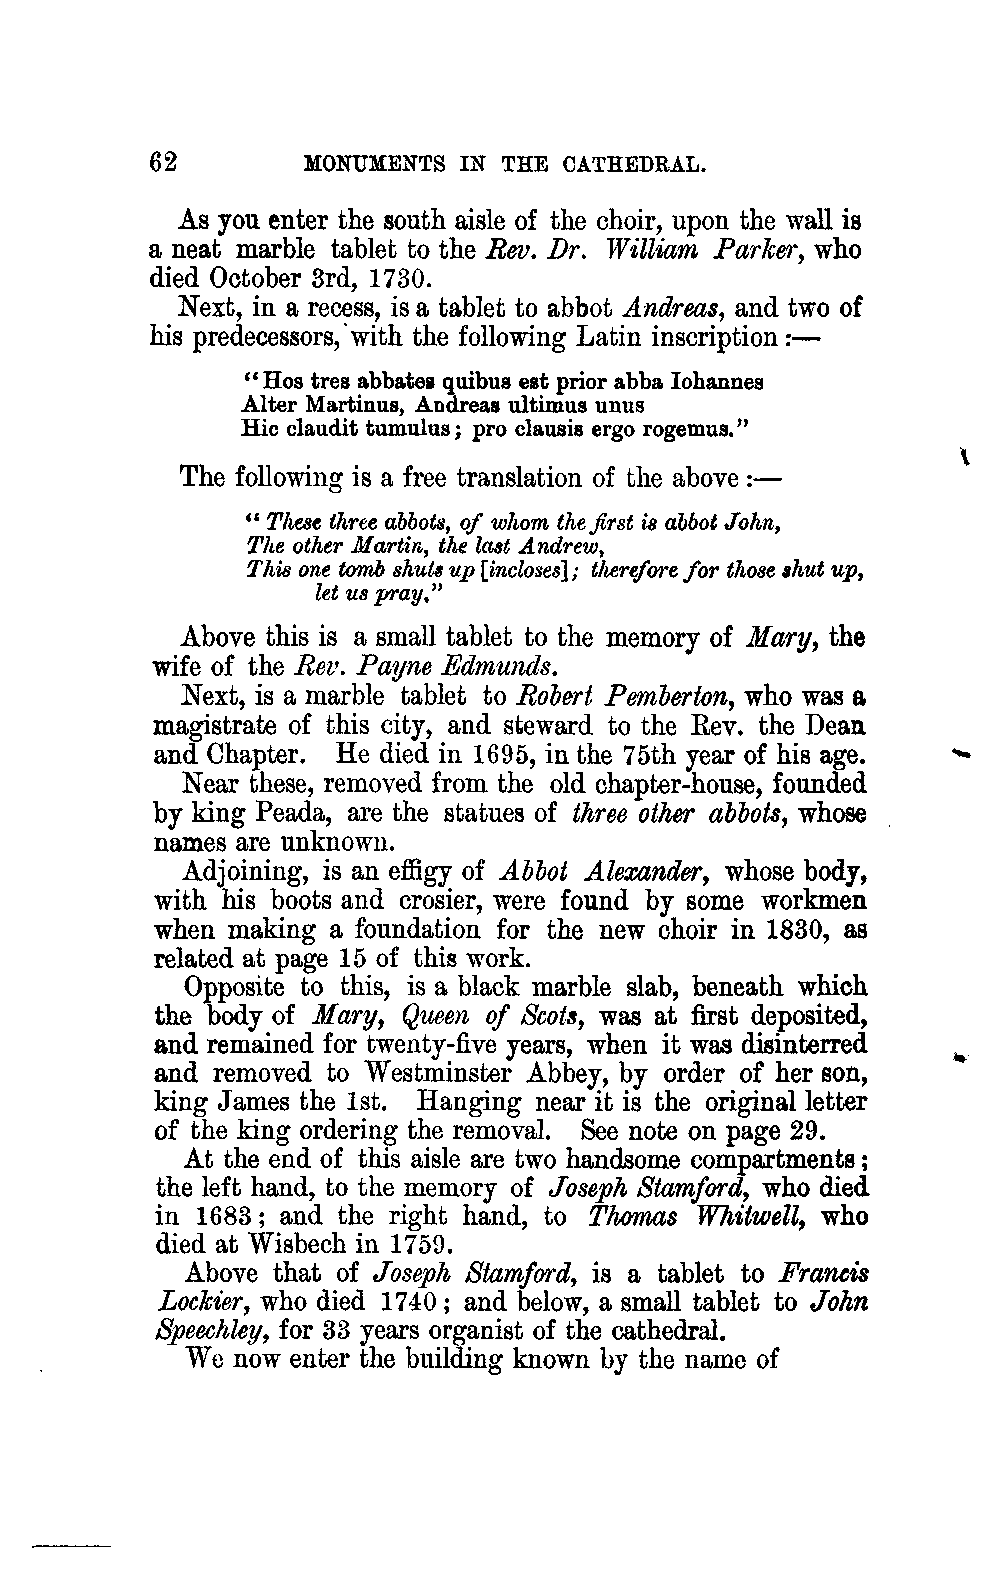 62 MONUMENTS IN THE CATHEDRAL.
As you enter the south aisle of the choir, upon the wall is
a neat marble tablet to the Rev. Dr. William Parker, who
died October 3rd, 1730.
Next, in a recess, is a tablet to abbot Andreas, and two of
his predecessors, with the following Latin inscription :—
"Hos tres abbates quibus est prior abba Iohannes
Alter Martinus, Andreas ultimus unus
Hic claudit tumulus; pro clausis ergo rogemus."
The following is a free translation of the above :—
"These three abbots, of whom the first is abbot John,
The other Martin, the last Andrew,
This one tomb shuts up [incloses]; therefore for those shut up,
let us pray."
Above this is a small tablet to the memory of Mary, the
wife of the Rev. Payne Edmunds.
Next, is a marble tablet to Robert Pemberton, who was a
magistrate of this city, and steward to the Rev. the Dean
and Chapter. He died in 1695, in the 75th year of his age.
Near these, removed from the old chapter-house, founded
by king Peada, are the statues of three other abbots, whose
names are unknown.
Adjoining, is an effigy of Abbot Alexander, whose body,
with his boots and crosier, were found by some workmen
when making a foundation for the new choir in 1830, as
related at page 15 of this work.
Opposite to this, is a black marble slab, beneath which
the body of Mary, Queen of Scots, was at first deposited,
and remained for twenty-five years, when it was disinterred
and removed to Westminster Abbey, by order of her son,
king James the 1st. Hanging near it is the original letter
of the king ordering the removal. See note on page 29.
At the end of this aisle are two handsome compartments;
the left hand, to the memory of Joseph Stamford, who died
in 1683; and the right hand, to Thomas Whitwell, who
died at Wisbech in 1759.
Above that of Joseph Stamford, is a tablet to Francis
Lockier, who died 1740; and below, a small tablet to John
Speechley, for 33 years organist of the cathedral.
We now enter the building known by the name of